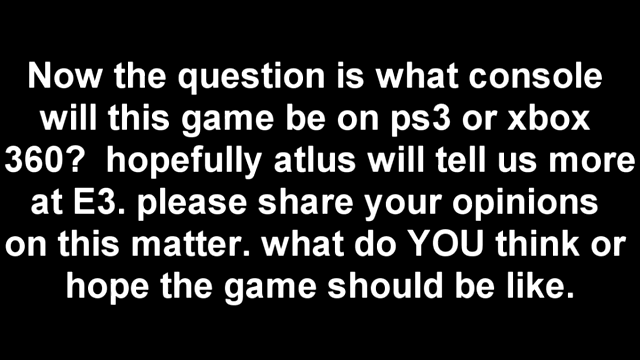 Now the question is what console
will this game be on ps3 or xbox
360?  hopefully atlus will tell us more
at E3. please share your opinions
on this matter. what do YOU think or
hope the game should be like.